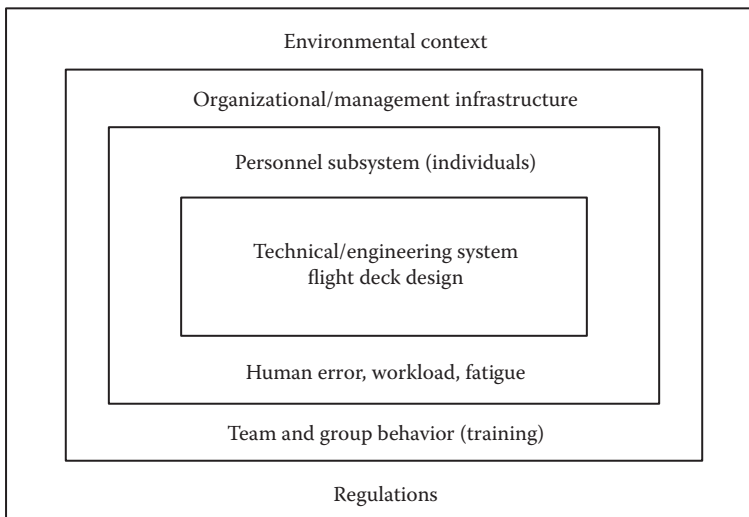 Environmental context
Organizational/management infrastructure
Personnel subsystem (individuals)
Technical/engineering system
flight deck design
Human error, workload, fatigue
Team and group behavior (training)
Regulations